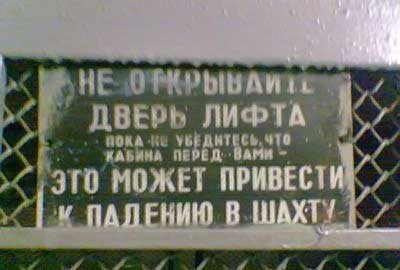 НЕ ОТКРЫВАЙТЕ
ДВЕРЬ ЛИФТА
ПОКА НЕ УБЕДИТЕСЬ, ЧТО
КАБИНА ПЕРЕД ВАМИ –
ЭТО МОЖЕТ ПРИВЕСТИ
К ПАДЕНИЮ В ШАХТУ